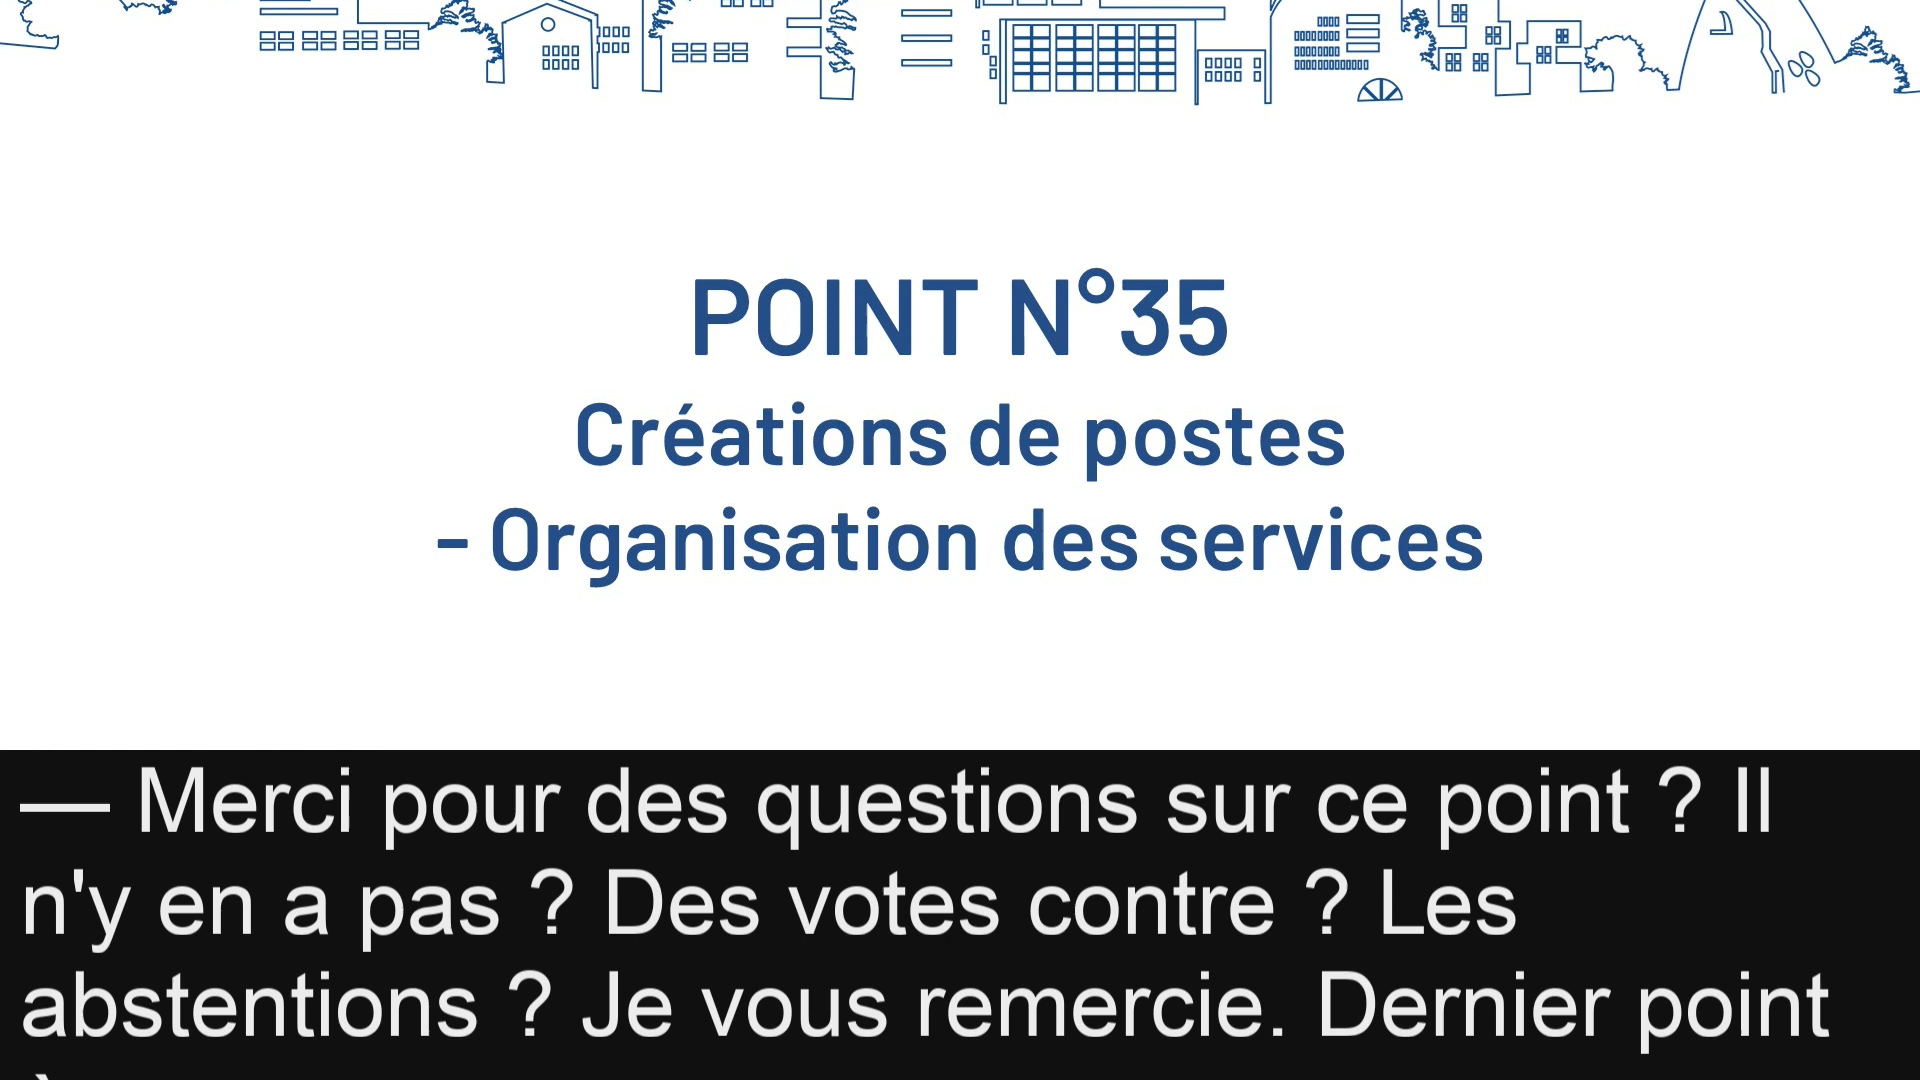 POINT N°35
Créations de postes
- Organisation des services
— Merci pour des questions sur ce point ? Il
n'y en a pas ? Des votes contre ? Les
abstentions ? Je vous remercie. Dernier point